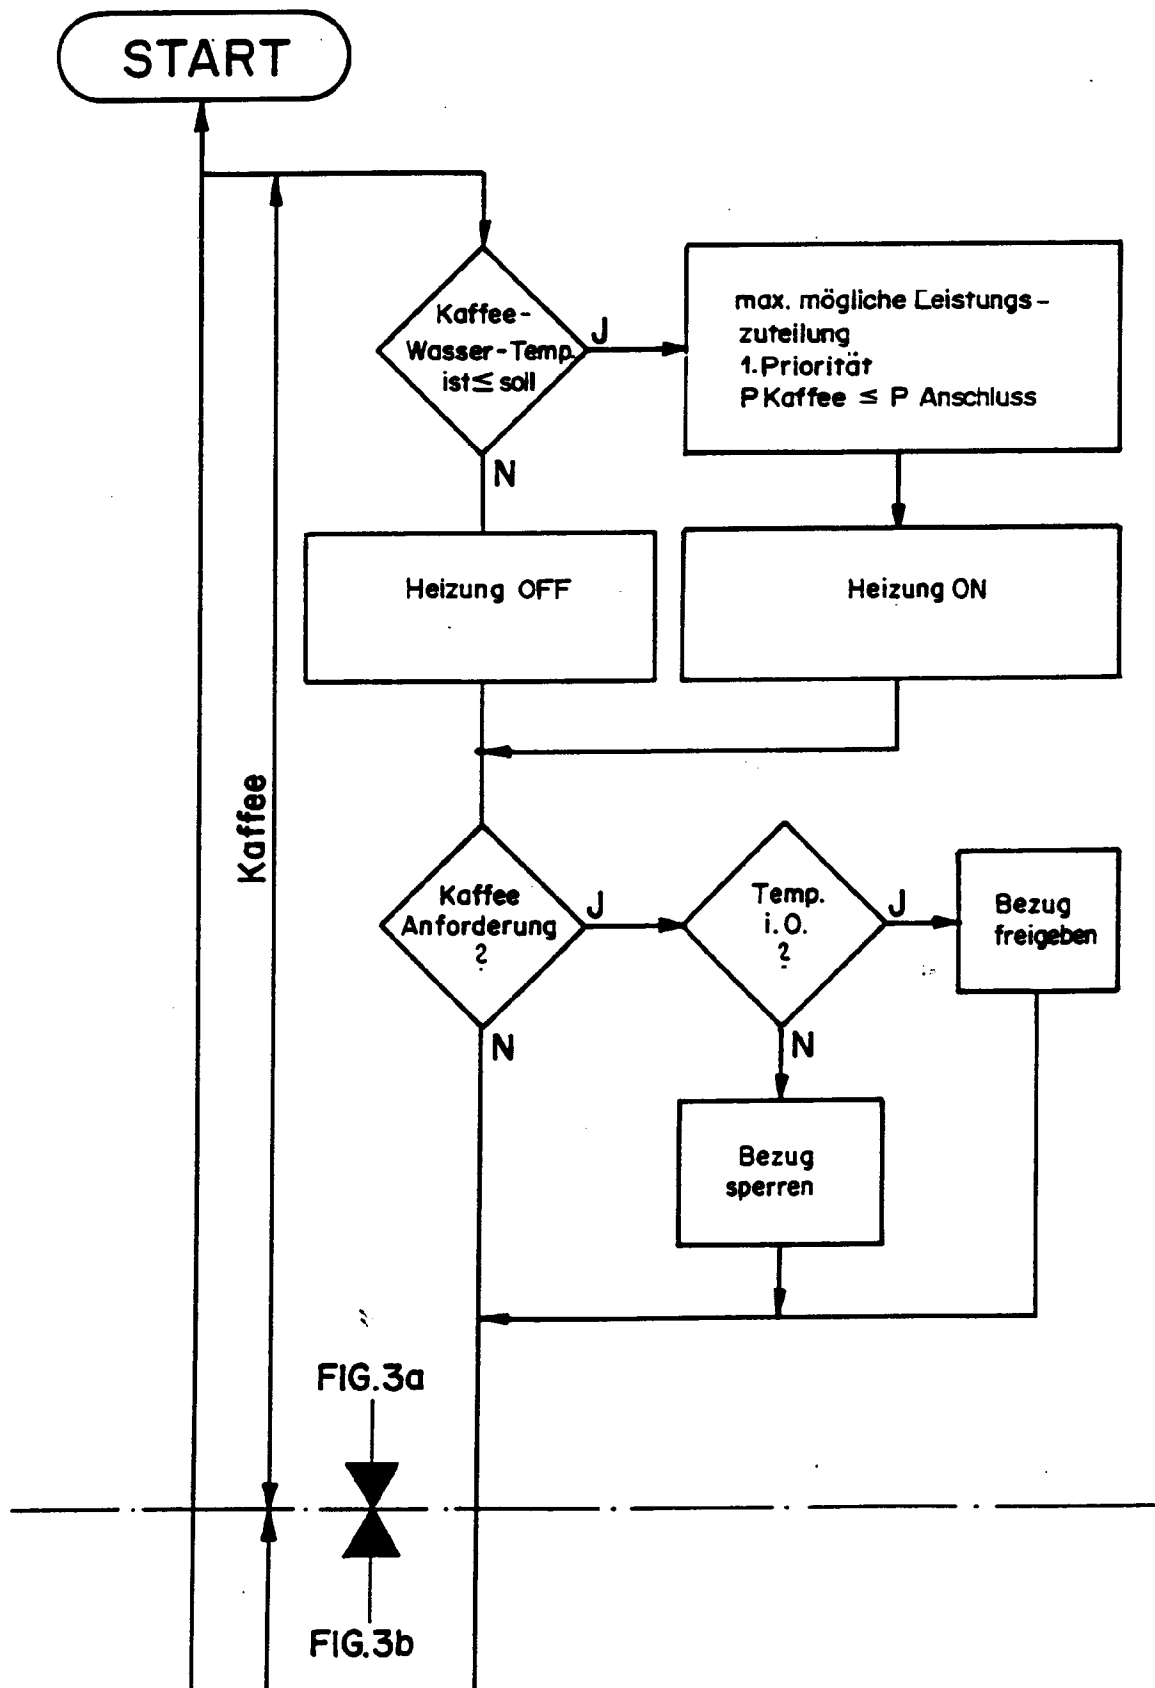 START
Kaffee-
Wasser-Temp.
ist ≤ soll
J
max. mögliche Leistungs-
zuteilung
1. Priorität
P Kaffee ≤ P Anschluss
N
Heizung OFF
Heizung ON
Kaffee
Kaffee
Anforderung
?
J
Temp.
i.O.
?
J
Bezug
freigeben
N
N
Bezug
sperren
FIG.3a
FIG.3b